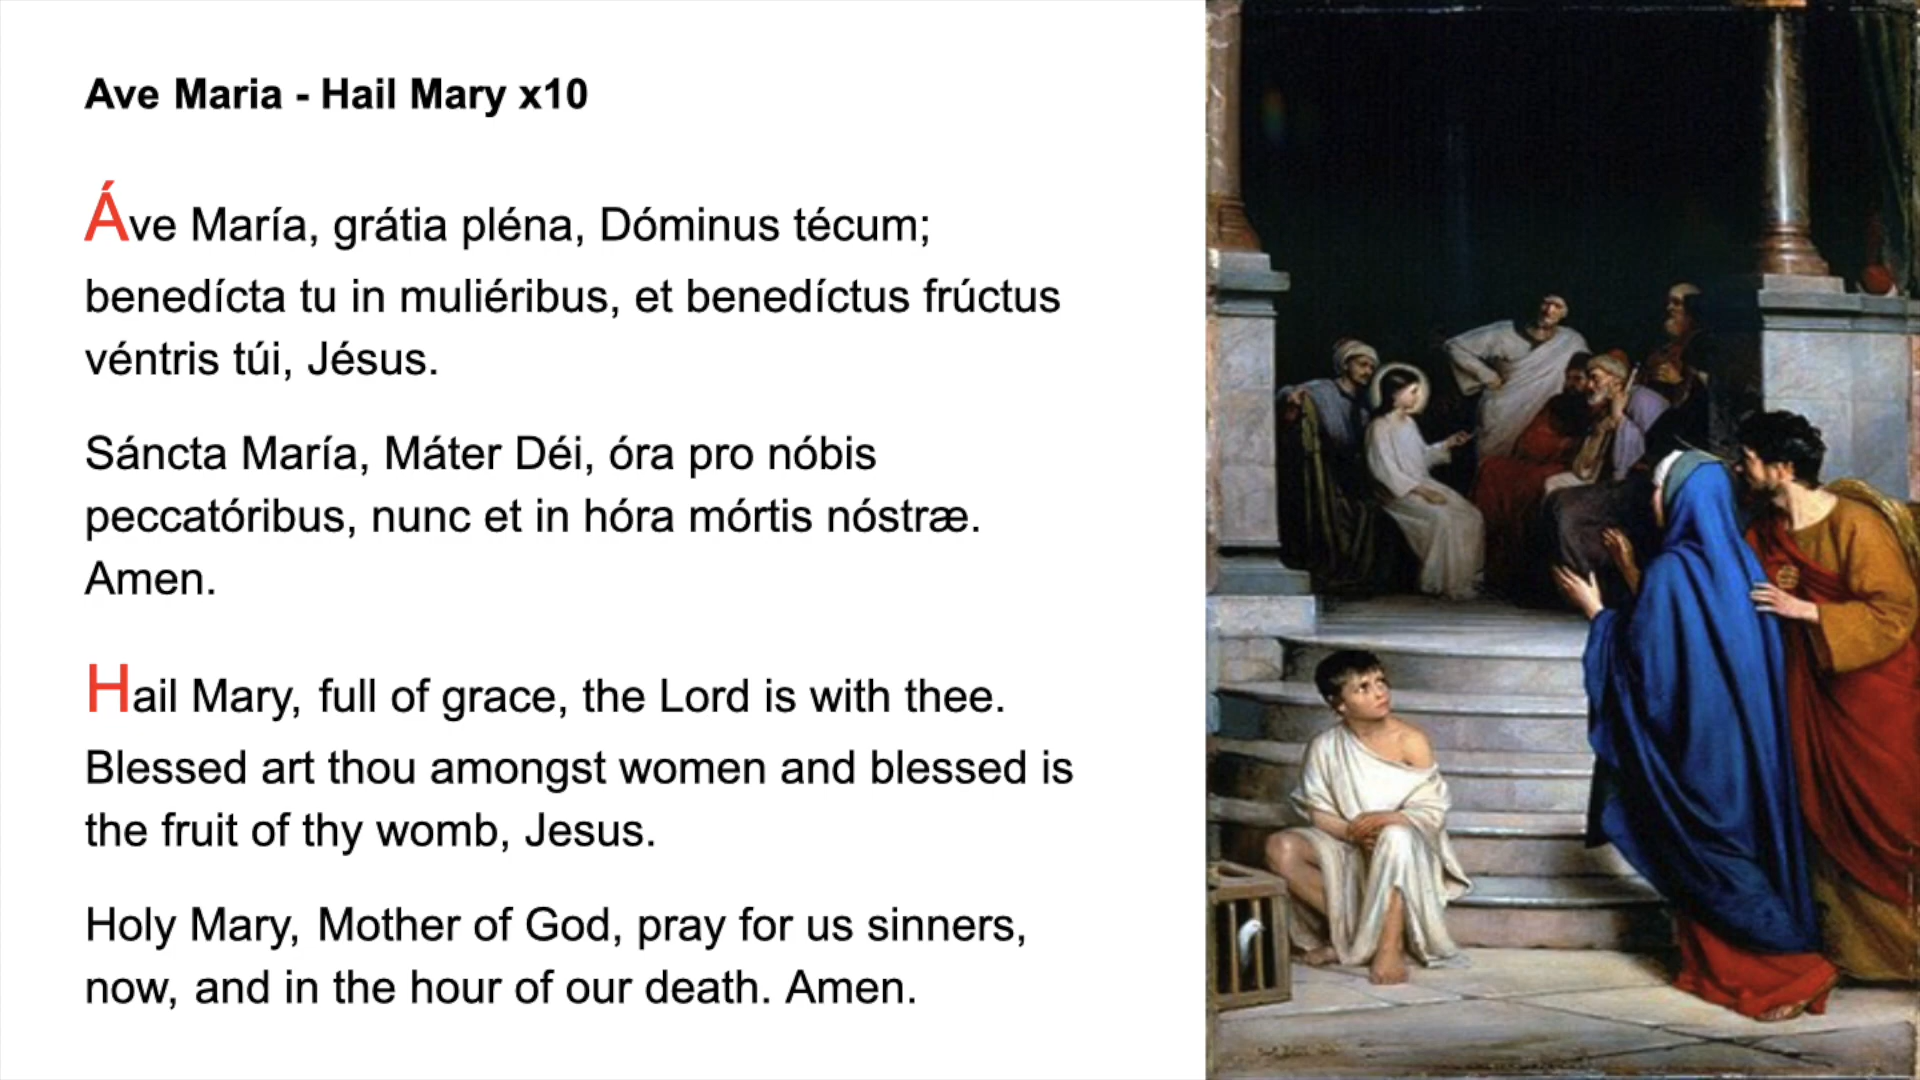 Ave Maria - Hail Mary x10
Áve María, grátia pléna, Dóminus técum;
benedícta tu in muliéribus, et benedíctus frúctus
véntris túi, Jésus.
Sáncta María, Máter Déi, óra pro nóbis
peccatóribus, nunc et in hóra mórtis nóstræ.
Amen.
Hail Mary, full of grace, the Lord is with thee.
Blessed art thou amongst women and blessed is
the fruit of thy womb, Jesus.
Holy Mary, Mother of God, pray for us sinners,
now, and in the hour of our death. Amen.